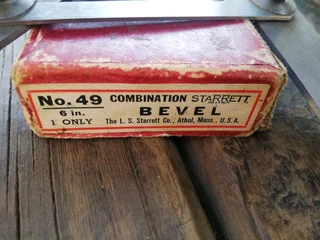 No. 49 COMBINATION STARRETT
6 in. BEVEL
1 ONLY The L. S. Starrett Co., Athol, Mass., U.S.A.